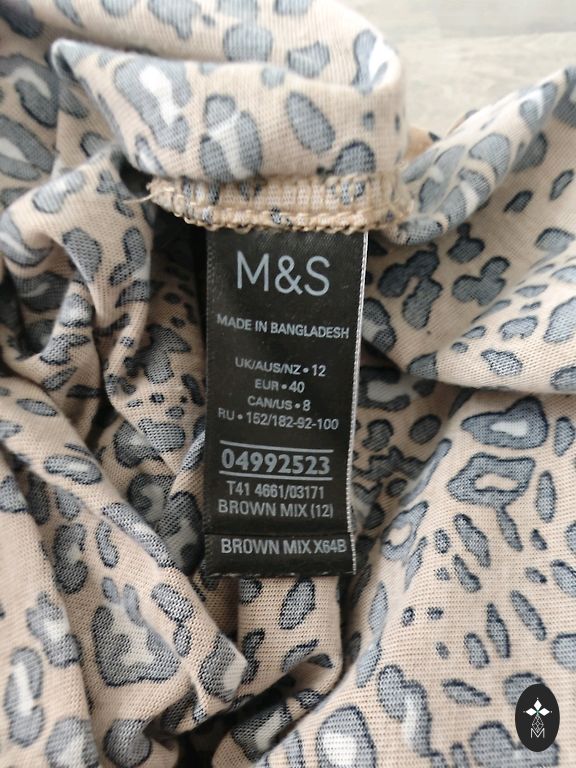 M&S
MADE IN BANGLADESH
UK/AUS/NZ • 12
EUR • 40
CAN/US • 8
RU • 152/182-92-100
04992523
T41 4661/03171
BROWN MIX (12)
BROWN MIX X64B
M